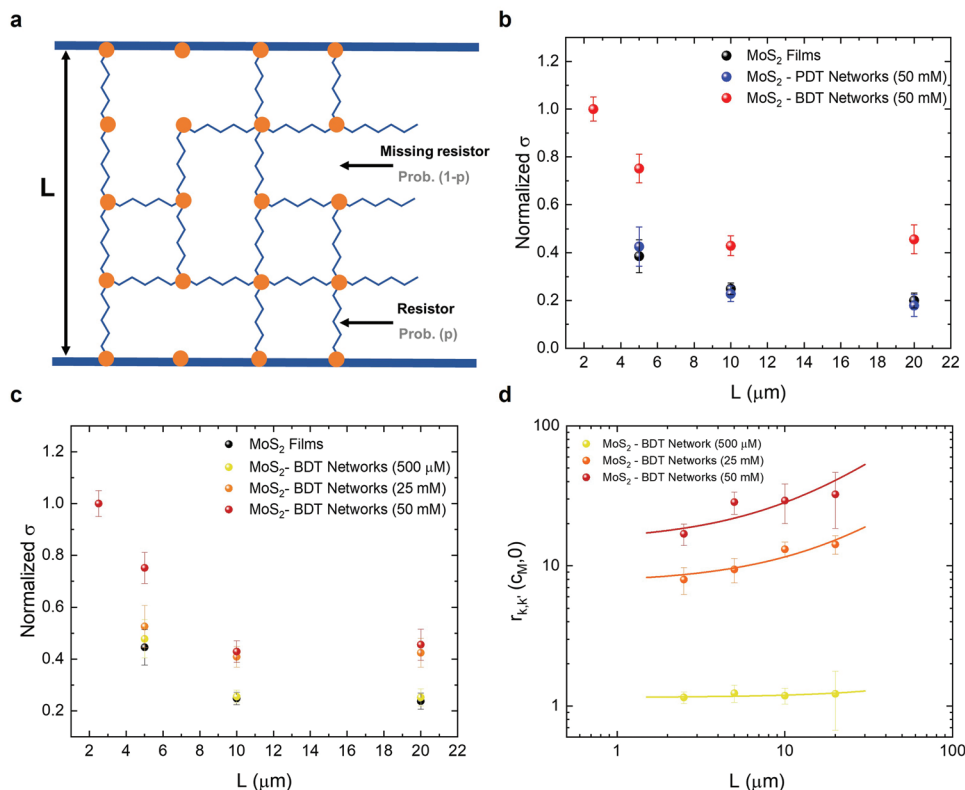 a
L
Missing resistor
Prob. (1-p)
Resistor
Prob. (p)
b
MoS₂ Films
MoS₂ - PDT Networks (50 mM)
MoS₂ - BDT Networks (50 mM)
Normalized σ
1.2
1.0
0.8
0.6
0.4
0.2
0.0
2 4 6 8 10 12 14 16 18 20 22
L (μm)
c
MoS₂ Films
MoS₂- BDT Networks (500 μM)
MoS₂- BDT Networks (25 mM)
MoS₂- BDT Networks (50 mM)
Normalized σ
1.2
1.0
0.8
0.6
0.4
0.2
2 4 6 8 10 12 14 16 18 20 22
L (μm)
d
MoS₂ - BDT Network (500 μM)
MoS₂ - BDT Networks (25 mM)
MoS₂ - BDT Networks (50 mM)
r_k,k' (c_M,0)
100
10
1
1 10 100
L (μm)